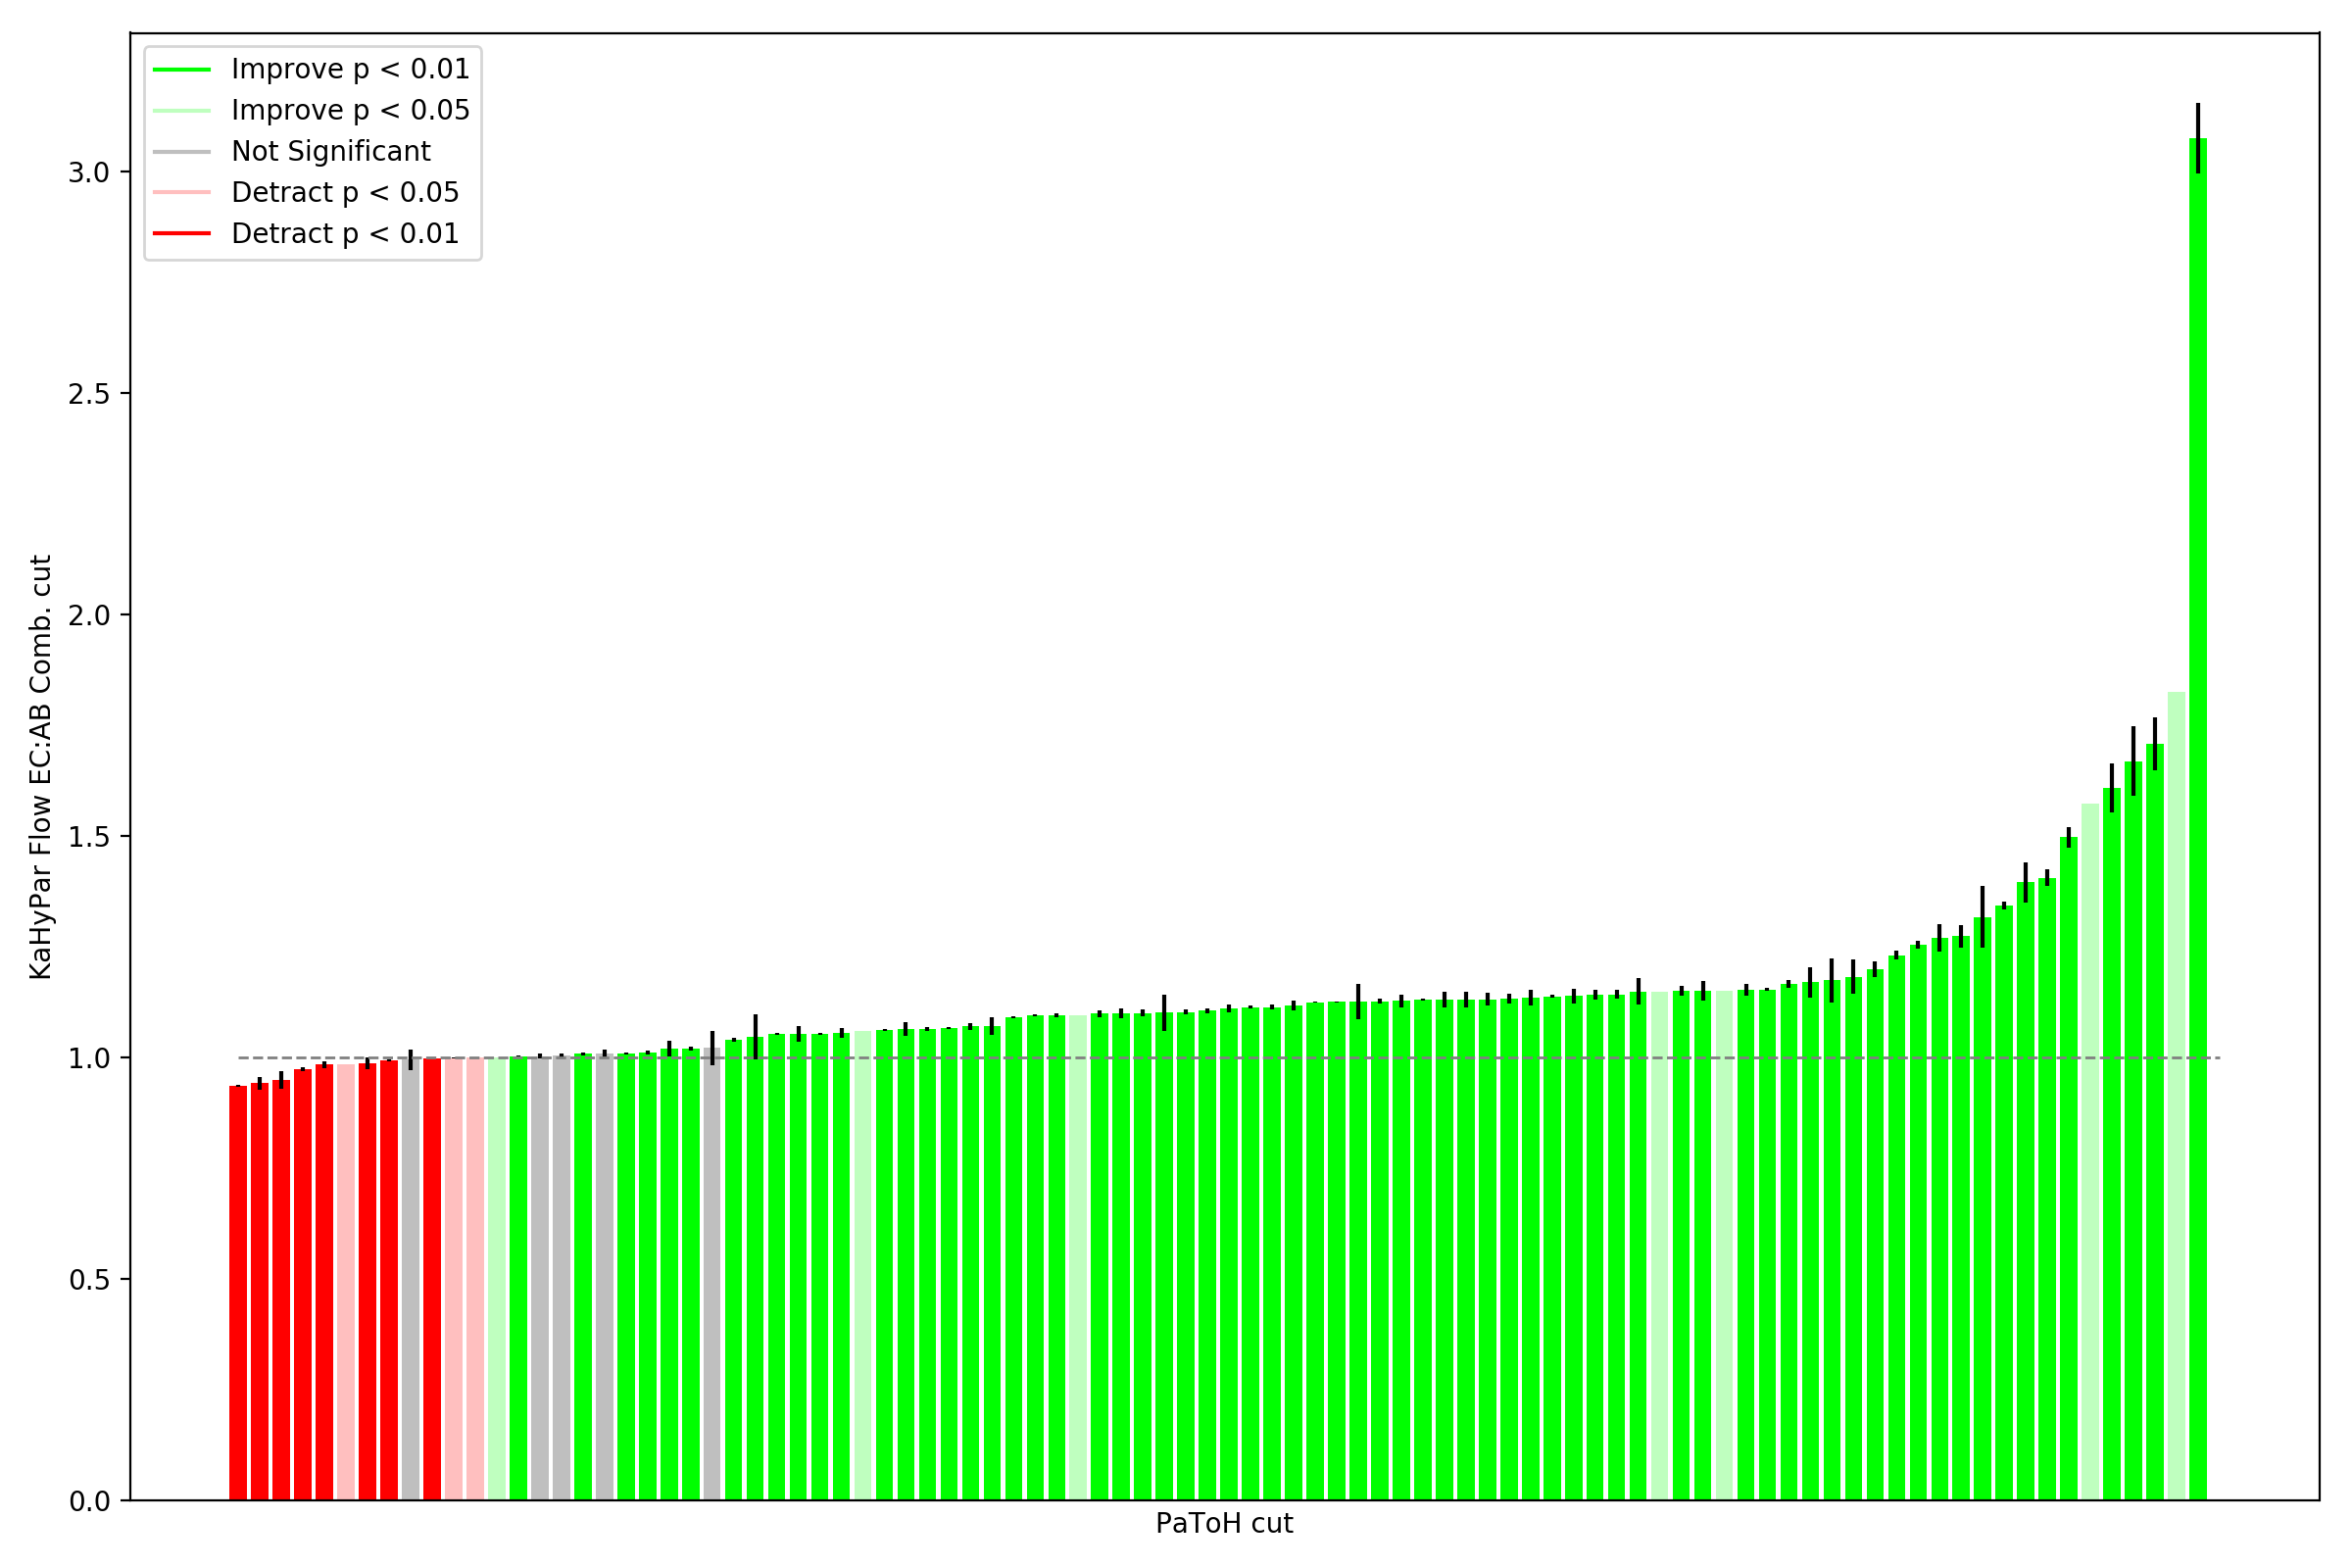 Improve p < 0.01
Improve p < 0.05
Not Significant
Detract p < 0.05
Detract p < 0.01
3.0
2.5
2.0
1.5
1.0
0.5
0.0
KaHyPar Flow EC:AB Comb. cut
PaToH cut